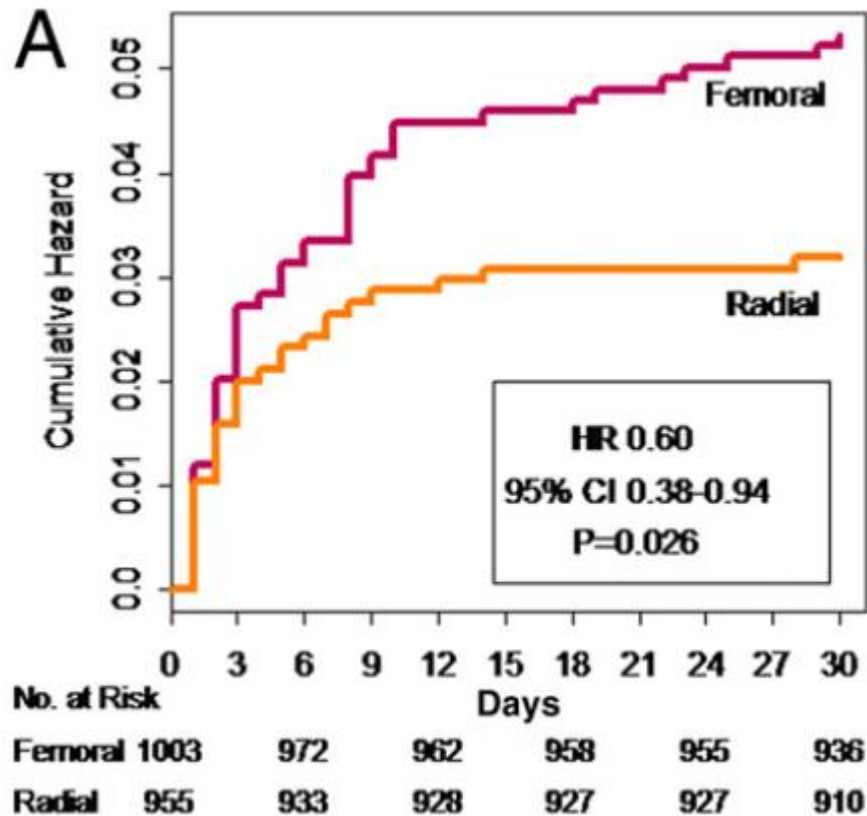 A
Cumulative Hazard
0.05
0.04
0.03
0.02
0.01
0.0
Femoral
Radial
HR 0.60
95% CI 0.38-0.94
P=0.026
0 3 6 9 12 15 18 21 24 27 30
Days
No. at Risk
Femoral 1003 972 962 958 955 936
Radial 955 933 928 927 927 910